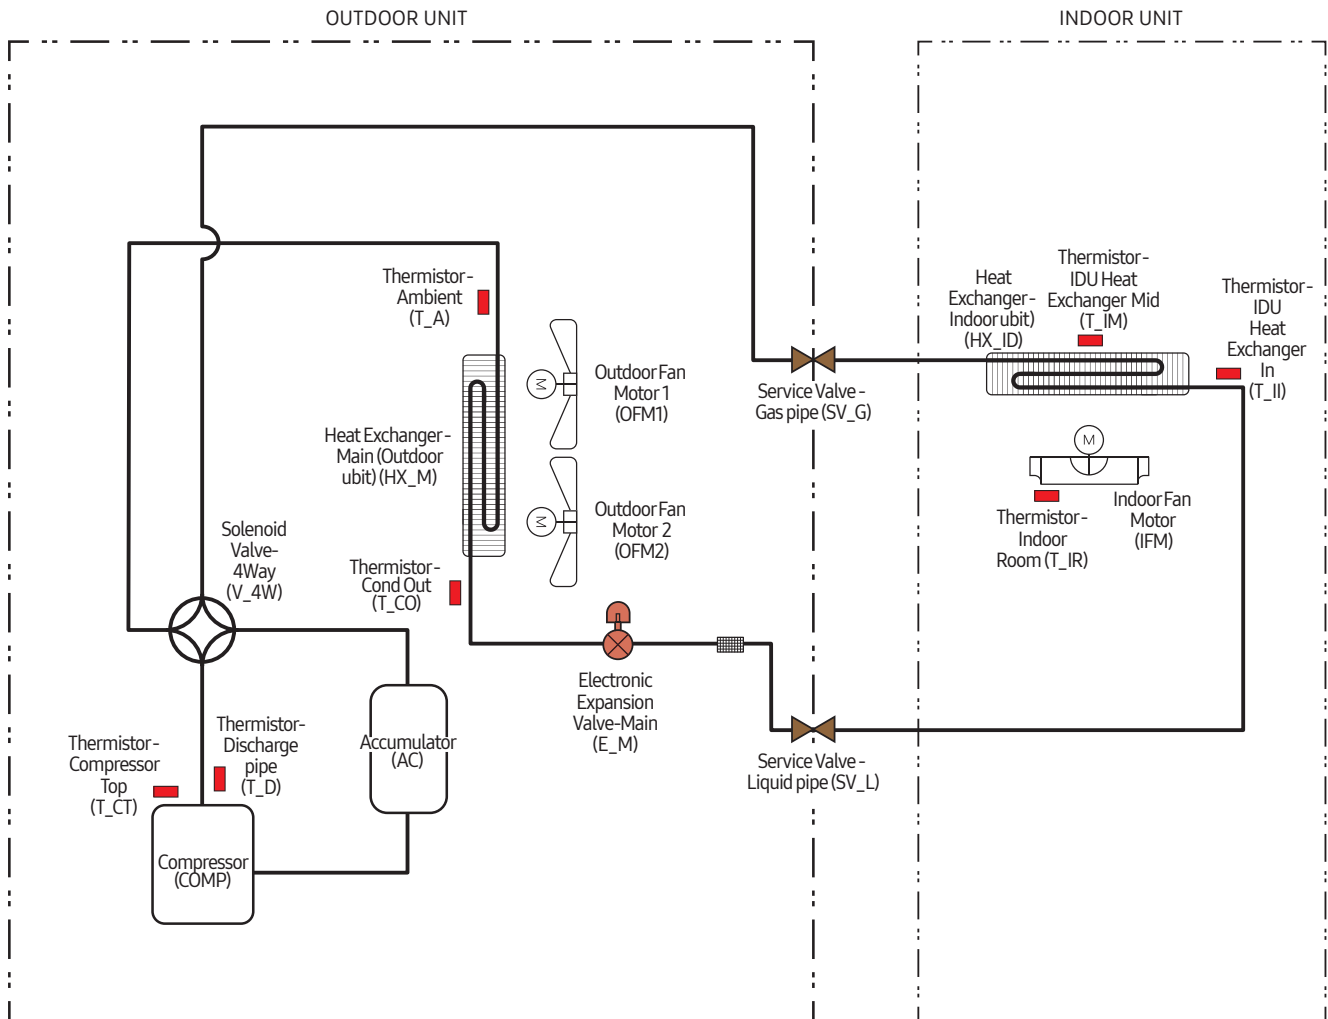 OUTDOOR UNIT
INDOOR UNIT
Thermistor-
Ambient
(T_A)
Outdoor Fan
Motor 1
(OFM1)
M
Heat Exchanger-
Main (Outdoor
ubit) (HX_M)
Outdoor Fan
Motor 2
(OFM2)
M
Solenoid
Valve-
4Way
(V_4W)
Thermistor-
Cond Out
(T_CO)
Electronic
Expansion
Valve-Main
(E_M)
Thermistor-
Compressor
Top
(T_CT)
Thermistor-
Discharge
pipe
(T_D)
Accumulator
(AC)
Compressor
(COMP)
Service Valve -
Gas pipe (SV_G)
Service Valve -
Liquid pipe (SV_L)
Heat
Exchanger-
Indoor ubit)
(HX_ID)
Thermistor-
IDU Heat
Exchanger Mid
(T_IM)
Thermistor-
IDU
Heat
Exchanger
In
(T_II)
M
Thermistor-
Indoor
Room (T_IR)
Indoor Fan
Motor
(IFM)